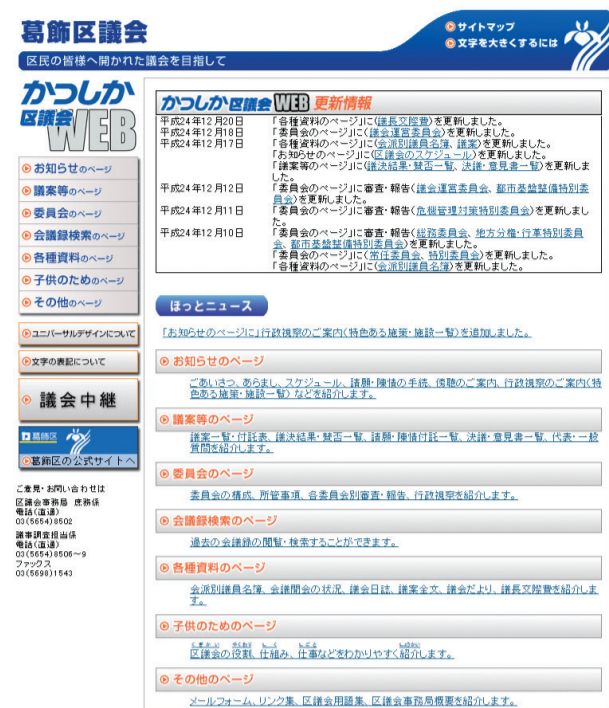 葛飾区議会
サイトマップ
文字を大きくするには
区民の皆様へ開かれた議会を目指して
かつしか
区議会WEB
お知らせのページ
議案等のページ
委員会のページ
会議録検索のページ
各種資料のページ
子供のためのページ
その他のページ
ユニバーサルデザインについて
文字の表記について
議会中継
葛飾区
葛飾区の公式サイトへ
ご意見・お問い合わせは
区議会事務局 庶務係
電話(直通)
03(5654)8502
議事調査担当係
電話(直通)
03(5654)8506～9
ファックス
03(5698)1543
かつしか区議会WEB更新情報
平成24年12月20日 「各種資料のページ」に(議長交際費)を更新しました。
平成24年12月18日 「委員会のページ」に(議会運営委員会)を更新しました。
平成24年12月17日 「各種資料のページ」に(会派別議員名簿、議案)を更新しました。
「お知らせのページ」に(区議会のスケジュール)を更新しました。
「議案等のページ」に(議決結果・賛否一覧、決議・意見書一覧)を更新しま
した。
平成24年12月12日 「委員会のページ」に審査・報告(議会運営委員会、都市基盤整備特別委
員会)を更新しました。
平成24年12月11日 「委員会のページ」に審査・報告(危機管理対策特別委員会)を更新しまし
た。
平成24年12月10日 「委員会のページ」に審査・報告(総務委員会、地方分権・行革特別委員
会、都市基盤整備特別委員会)を更新しました。
「委員会のページ」に(常任委員会、特別委員会)を更新しました。
「各種資料のページ」に(会派別議員名簿)を更新しました。
ほっとニュース
「お知らせのページに」行政視察のご案内(特色ある施策・施設一覧)を追加しました。
お知らせのページ
ごあいさつ、あらまし、スケジュール、請願・陳情の手続、傍聴のご案内、行政視察のご案内(特
色ある施策・施設一覧) などを紹介します。
議案等のページ
議案一覧・付託表、議決結果・賛否一覧、請願・陳情付託一覧、決議・意見書一覧、代表・一般
質問を紹介します。
委員会のページ
委員会の構成、所管事項、各委員会別審査・報告、行政視察を紹介します。
会議録検索のページ
過去の会議録の閲覧・検索することができます。
各種資料のページ
会派別議員名簿、会議開会の状況、議会日誌、議案全文、議会だより、議長交際費を紹介しま
す。
子供のためのページ
区議会の役割、仕組み、仕事などをわかりやすく紹介します。
その他のページ
メールフォーム、リンク集、区議会用語集、区議会事務局概要を紹介します。